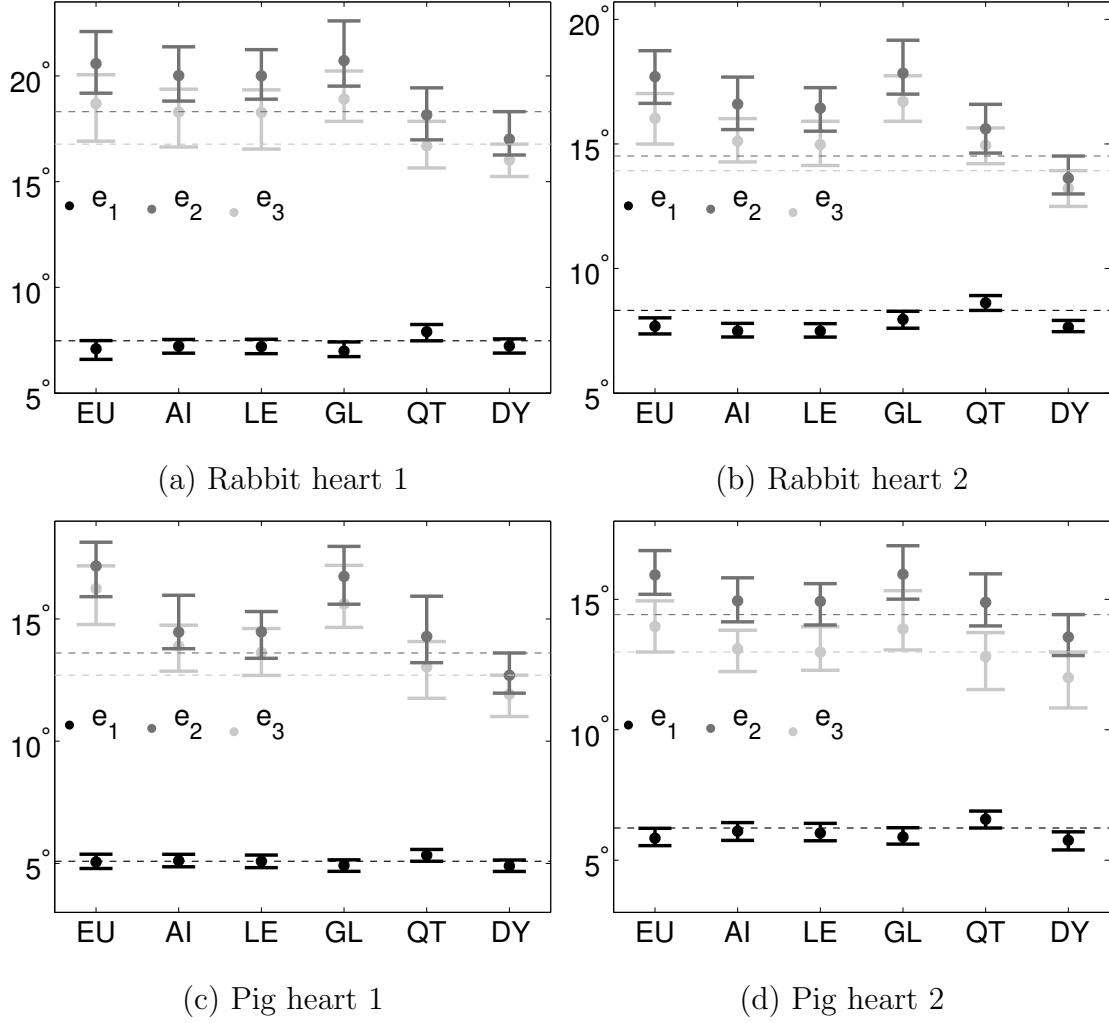 20°
15°
10°
5°
e1 e2 e3
EU AI LE GL QT DY
(a) Rabbit heart 1
20°
15°
10°
5°
e1 e2 e3
EU AI LE GL QT DY
(b) Rabbit heart 2
15°
10°
5°
e1 e2 e3
EU AI LE GL QT DY
(c) Pig heart 1
15°
10°
5°
e1 e2 e3
EU AI LE GL QT DY
(d) Pig heart 2